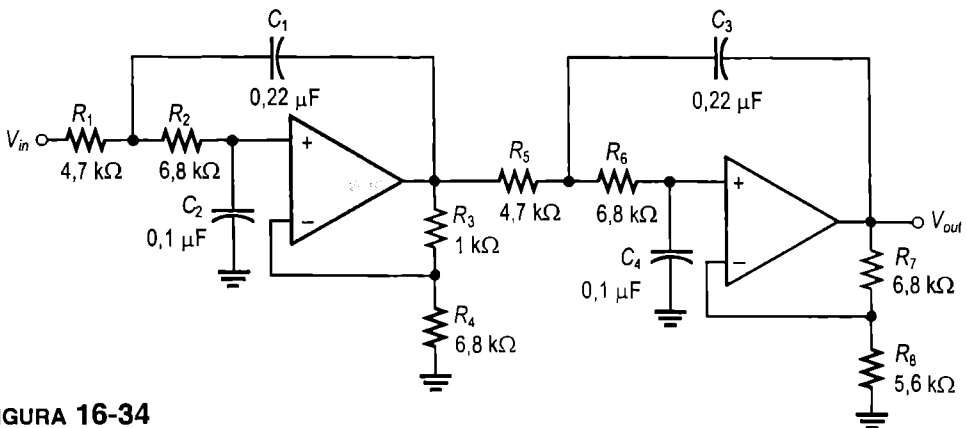 C1
0,22 μF
C3
0,22 μF
Vin
R1
4,7 kΩ
R2
6,8 kΩ
+
−
C2
0,1 μF
R3
1 kΩ
R4
6,8 kΩ
R5
4,7 kΩ
R6
6,8 kΩ
+
−
C4
0,1 μF
Vout
R7
6,8 kΩ
R8
5,6 kΩ
IGURA 16-34